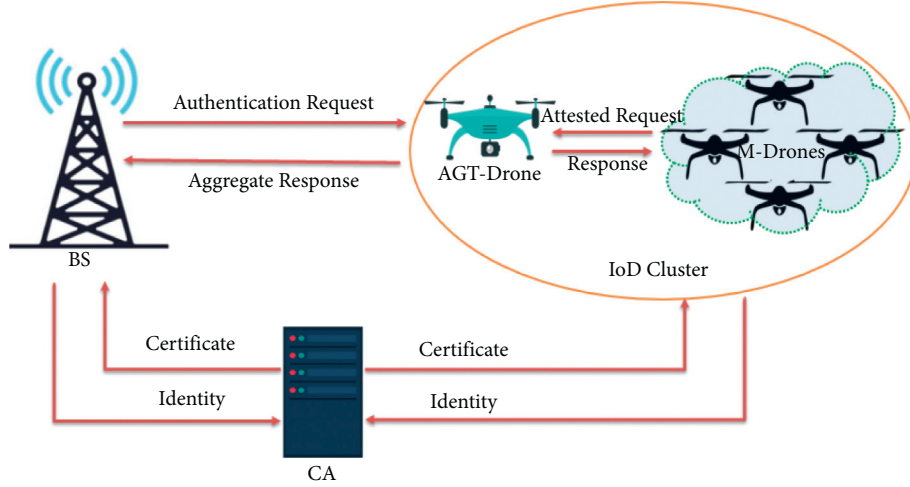 Authentication Request
Attested Request
M-Drones
Response
Aggregate Response
AGT-Drone
BS
IoD Cluster
Certificate
Certificate
Identity
Identity
CA